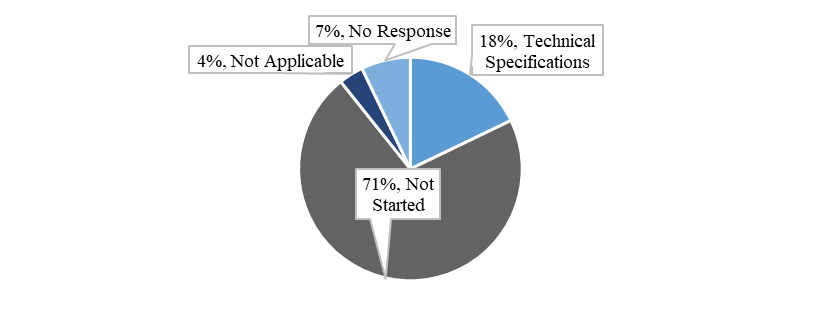 7%, No Response
18%, Technical
Specifications
4%, Not Applicable
71%, Not
Started